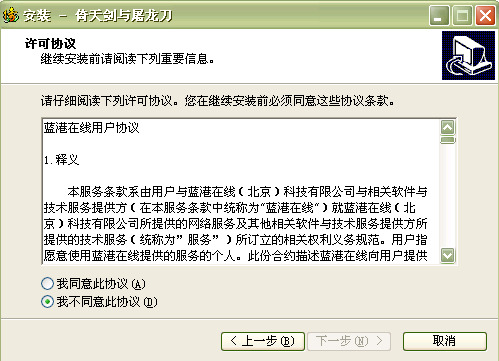 安装 - 倚天剑与屠龙刀
许可协议
继续安装前请阅读下列重要信息。
请仔细阅读下列许可协议。您在继续安装前必须同意这些协议条款。
蓝港在线用户协议
1.释义
本服务条款系由用户与蓝港在线(北京)科技有限公司与相关软件与
技术服务提供方(在本服务条款中统称为"蓝港在线")就蓝港在线(北
京)科技有限公司所提供的网络服务及其他相关软件与技术服务提供方所
提供的技术服务(统称为"服务")所订立的相关权利义务规范。用户指
愿意使用蓝港在线提供的服务的个人。此份合约描述蓝港在线向用户提供
我同意此协议(A)
我不同意此协议(D)
< 上一步(B)
下一步(N) >
取消